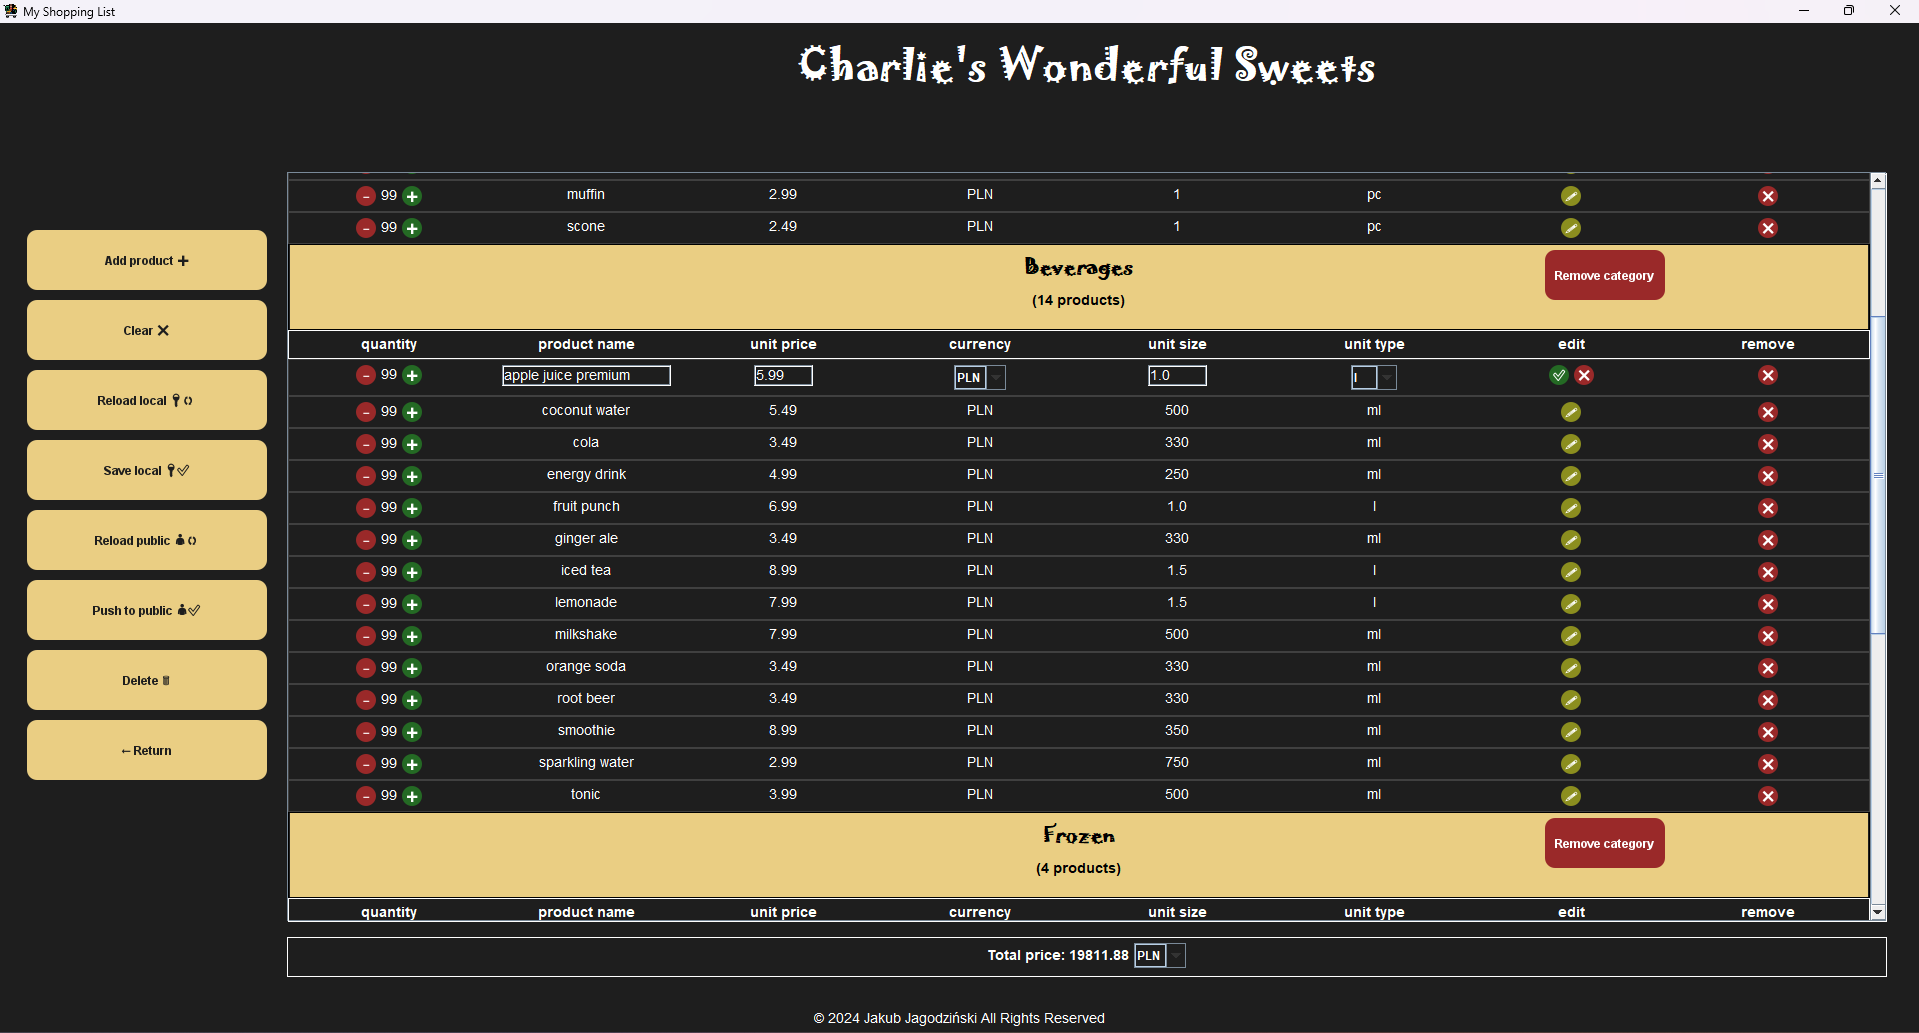 My Shopping List
Charlie's Wonderful Sweets
Add product
Clear
Reload local
Save local
Reload public
Push to public
Delete
←Return
99 muffin 2.99 PLN 1 pc
99 scone 2.49 PLN 1 pc
Beverages
Remove category
(14 products)
quantity product name unit price currency unit size unit type edit remove
99 apple juice premium 5.99 PLN 1.0 l
99 coconut water 5.49 PLN 500 ml
99 cola 3.49 PLN 330 ml
99 energy drink 4.99 PLN 250 ml
99 fruit punch 6.99 PLN 1.0 l
99 ginger ale 3.49 PLN 330 ml
99 iced tea 8.99 PLN 1.5 l
99 lemonade 7.99 PLN 1.5 l
99 milkshake 7.99 PLN 500 ml
99 orange soda 3.49 PLN 330 ml
99 root beer 3.49 PLN 330 ml
99 smoothie 8.99 PLN 350 ml
99 sparkling water 2.99 PLN 750 ml
99 tonic 3.99 PLN 500 ml
Frozen
Remove category
(4 products)
quantity product name unit price currency unit size unit type edit remove
Total price: 19811.88 PLN
© 2024 Jakub Jagodziński All Rights Reserved